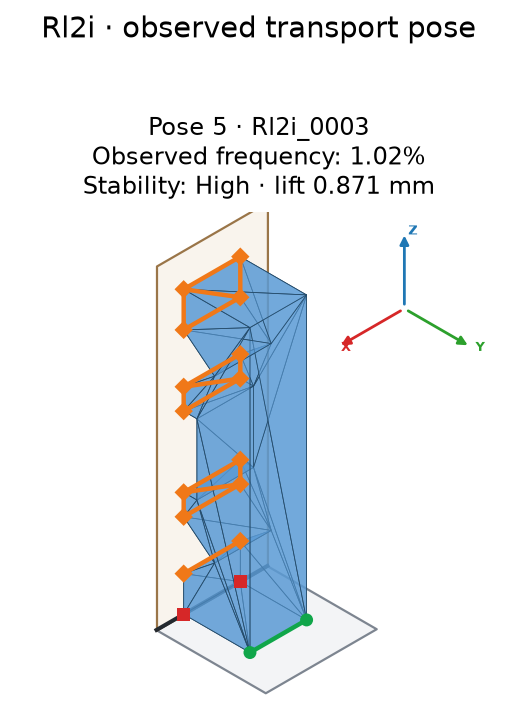 Rl2i · observed transport pose
Pose 5 · Rl2i_0003
Observed frequency: 1.02%
Stability: High · lift 0.871 mm
Z
X
Y